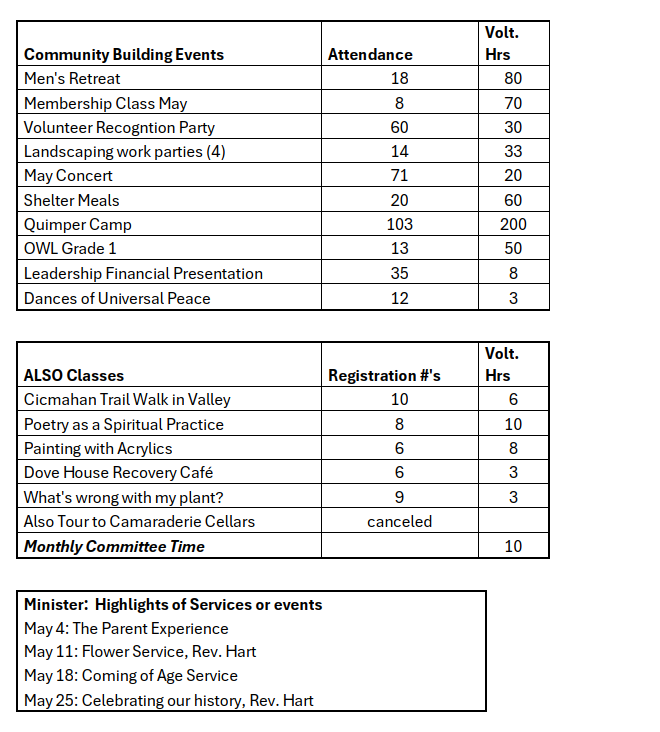 Volt.
Community Building Events Attendance Hrs
Men's Retreat 18 80
Membership Class May 8 70
Volunteer Recogntion Party 60 30
Landscaping work parties (4) 14 33
May Concert 71 20
Shelter Meals 20 60
Quimper Camp 103 200
OWL Grade 1 13 50
Leadership Financial Presentation 35 8
Dances of Universal Peace 12 3
Volt.
ALSO Classes Registration #'s Hrs
Cicmahan Trail Walk in Valley 10 6
Poetry as a Spiritual Practice 8 10
Painting with Acrylics 6 8
Dove House Recovery Café 6 3
What's wrong with my plant? 9 3
Also Tour to Camaraderie Cellars canceled
Monthly Committee Time 10
Minister: Highlights of Services or events
May 4: The Parent Experience
May 11: Flower Service, Rev. Hart
May 18: Coming of Age Service
May 25: Celebrating our history, Rev. Hart